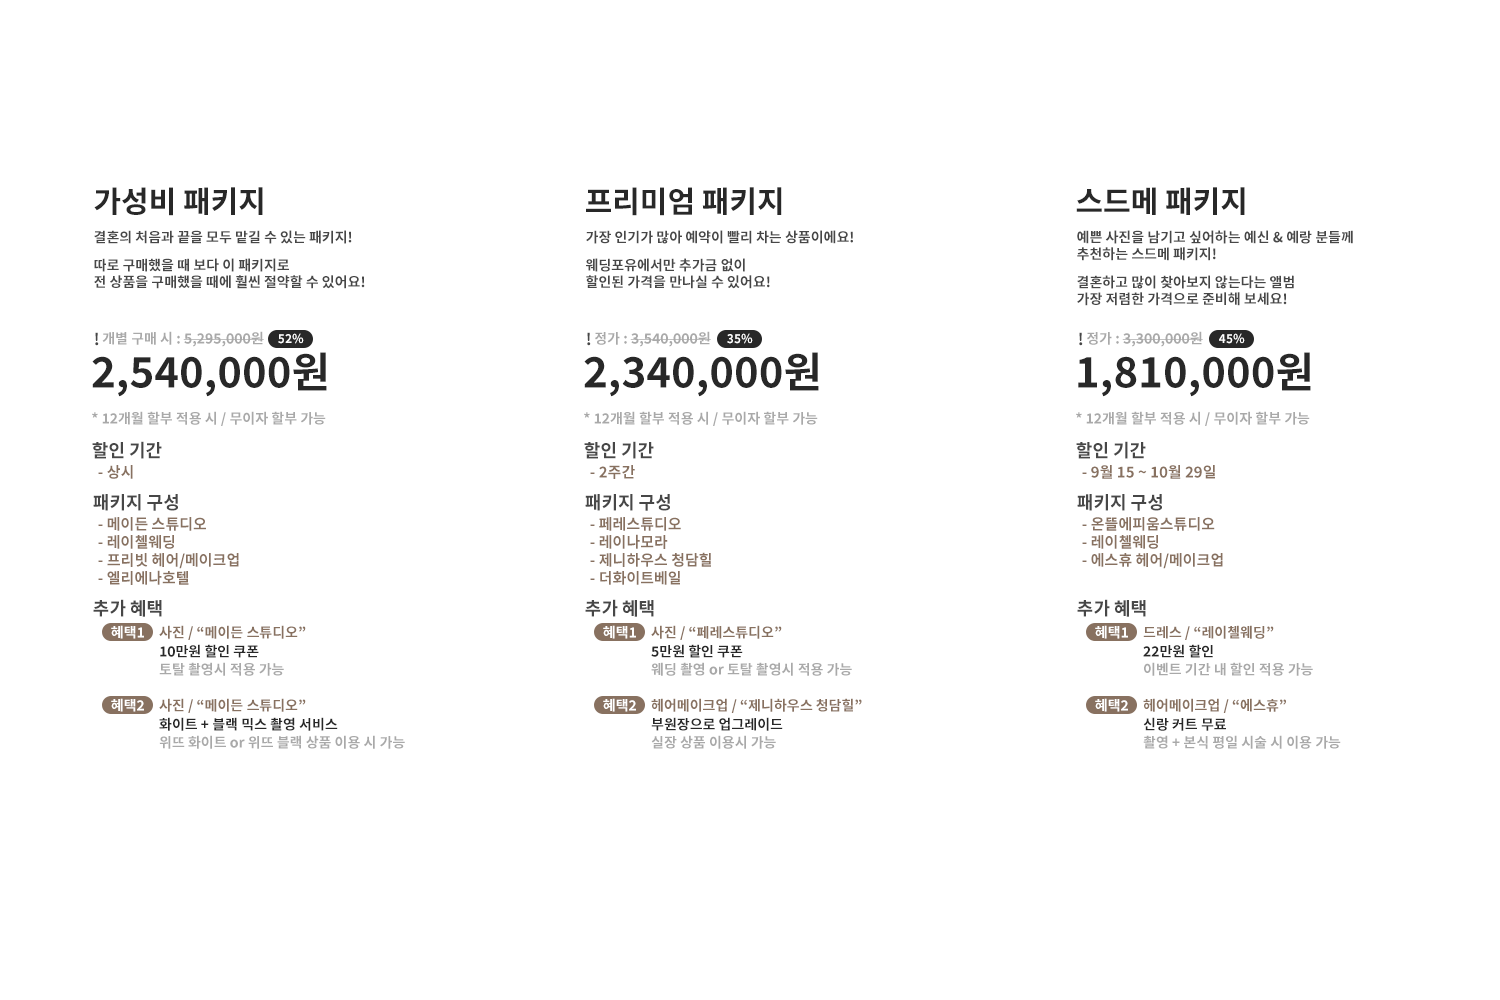 가성비 패키지
결혼의 처음과 끝을 모두 맡길 수 있는 패키지!
따로 구매했을 때 보다 이 패키지로
전 상품을 구매했을 때에 훨씬 절약할 수 있어요!
! 개별 구매 시 : 5,295,000원 52%
2,540,000원
* 12개월 할부 적용 시 / 무이자 할부 가능
할인 기간
- 상시
패키지 구성
- 메이든 스튜디오
- 레이첼웨딩
- 프리빗 헤어/메이크업
- 엘리에나호텔
추가 혜택
혜택1 사진 / “메이든 스튜디오”
10만원 할인 쿠폰
토탈 촬영시 적용 가능
혜택2 사진 / “메이든 스튜디오”
화이트 + 블랙 믹스 촬영 서비스
위뜨 화이트 or 위뜨 블랙 상품 이용 시 가능
프리미엄 패키지
가장 인기가 많아 예약이 빨리 차는 상품이에요!
웨딩포유에서만 추가금 없이
할인된 가격을 만나실 수 있어요!
! 정가 : 3,540,000원 35%
2,340,000원
* 12개월 할부 적용 시 / 무이자 할부 가능
할인 기간
- 2주간
패키지 구성
- 페레스튜디오
- 레이나모라
- 제니하우스 청담힐
- 더화이트베일
추가 혜택
혜택1 사진 / “페레스튜디오”
5만원 할인 쿠폰
웨딩 촬영 or 토탈 촬영시 적용 가능
혜택2 헤어메이크업 / “제니하우스 청담힐”
부원장으로 업그레이드
실장 상품 이용시 가능
스드메 패키지
예쁜 사진을 남기고 싶어하는 예신 & 예랑 분들께
추천하는 스드메 패키지!
결혼하고 많이 찾아보지 않는다는 앨범
가장 저렴한 가격으로 준비해 보세요!
! 정가 : 3,300,000원 45%
1,810,000원
* 12개월 할부 적용 시 / 무이자 할부 가능
할인 기간
- 9월 15 ~ 10월 29일
패키지 구성
- 온뜰에피움스튜디오
- 레이첼웨딩
- 에스휴 헤어/메이크업
추가 혜택
혜택1 드레스 / “레이첼웨딩”
22만원 할인
이벤트 기간 내 할인 적용 가능
혜택2 헤어메이크업 / “에스휴”
신랑 커트 무료
촬영 + 본식 평일 시술 시 이용 가능